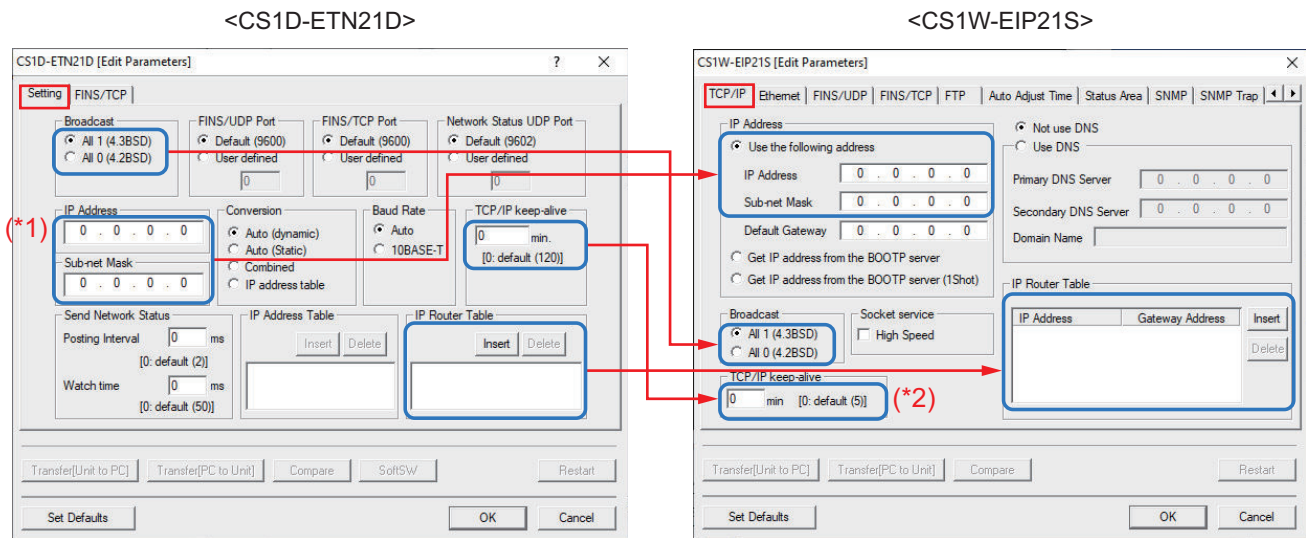 <CS1D-ETN21D>
CS1D-ETN21D [Edit Parameters]
Setting FINS/TCP
Broadcast
All 1 (4.3BSD)
All 0 (4.2BSD)
FINS/UDP Port
Default (9600)
User defined
0
FINS/TCP Port
Default (9600)
User defined
0
Network Status UDP Port
Default (9602)
User defined
0
(*1)
IP Address
0 . 0 . 0 . 0
Sub-net Mask
0 . 0 . 0 . 0
Conversion
Auto (dynamic)
Auto (Static)
Combined
IP address table
Baud Rate
Auto
10BASE-T
TCP/IP keep-alive
0 min.
[0: default (120)]
Send Network Status
Posting Interval 0 ms
[0: default (2)]
Watch time 0 ms
[0: default (50)]
IP Address Table
Insert Delete
IP Router Table
Insert Delete
Transfer[Unit to PC] Transfer[PC to Unit] Compare SoftSW Restart
Set Defaults OK Cancel
<CS1W-EIP21S>
CS1W-EIP21S [Edit Parameters]
TCP/IP Ethernet FINS/UDP FINS/TCP FTP Auto Adjust Time Status Area SNMP SNMP Trap
IP Address
Use the following address
IP Address 0 . 0 . 0 . 0
Sub-net Mask 0 . 0 . 0 . 0
Default Gateway 0 . 0 . 0 . 0
Get IP address from the BOOTP server
Get IP address from the BOOTP server (1Shot)
Not use DNS
Use DNS
Primary DNS Server 0 . 0 . 0 . 0
Secondary DNS Server 0 . 0 . 0 . 0
Domain Name
Broadcast
All 1 (4.3BSD)
All 0 (4.2BSD)
Socket service
High Speed
TCP/IP keep-alive
0 min [0: default (5)]
(*2)
IP Router Table
IP Address Gateway Address
Insert
Delete
Transfer[Unit to PC] Transfer[PC to Unit] Compare Restart
Set Defaults OK Cancel